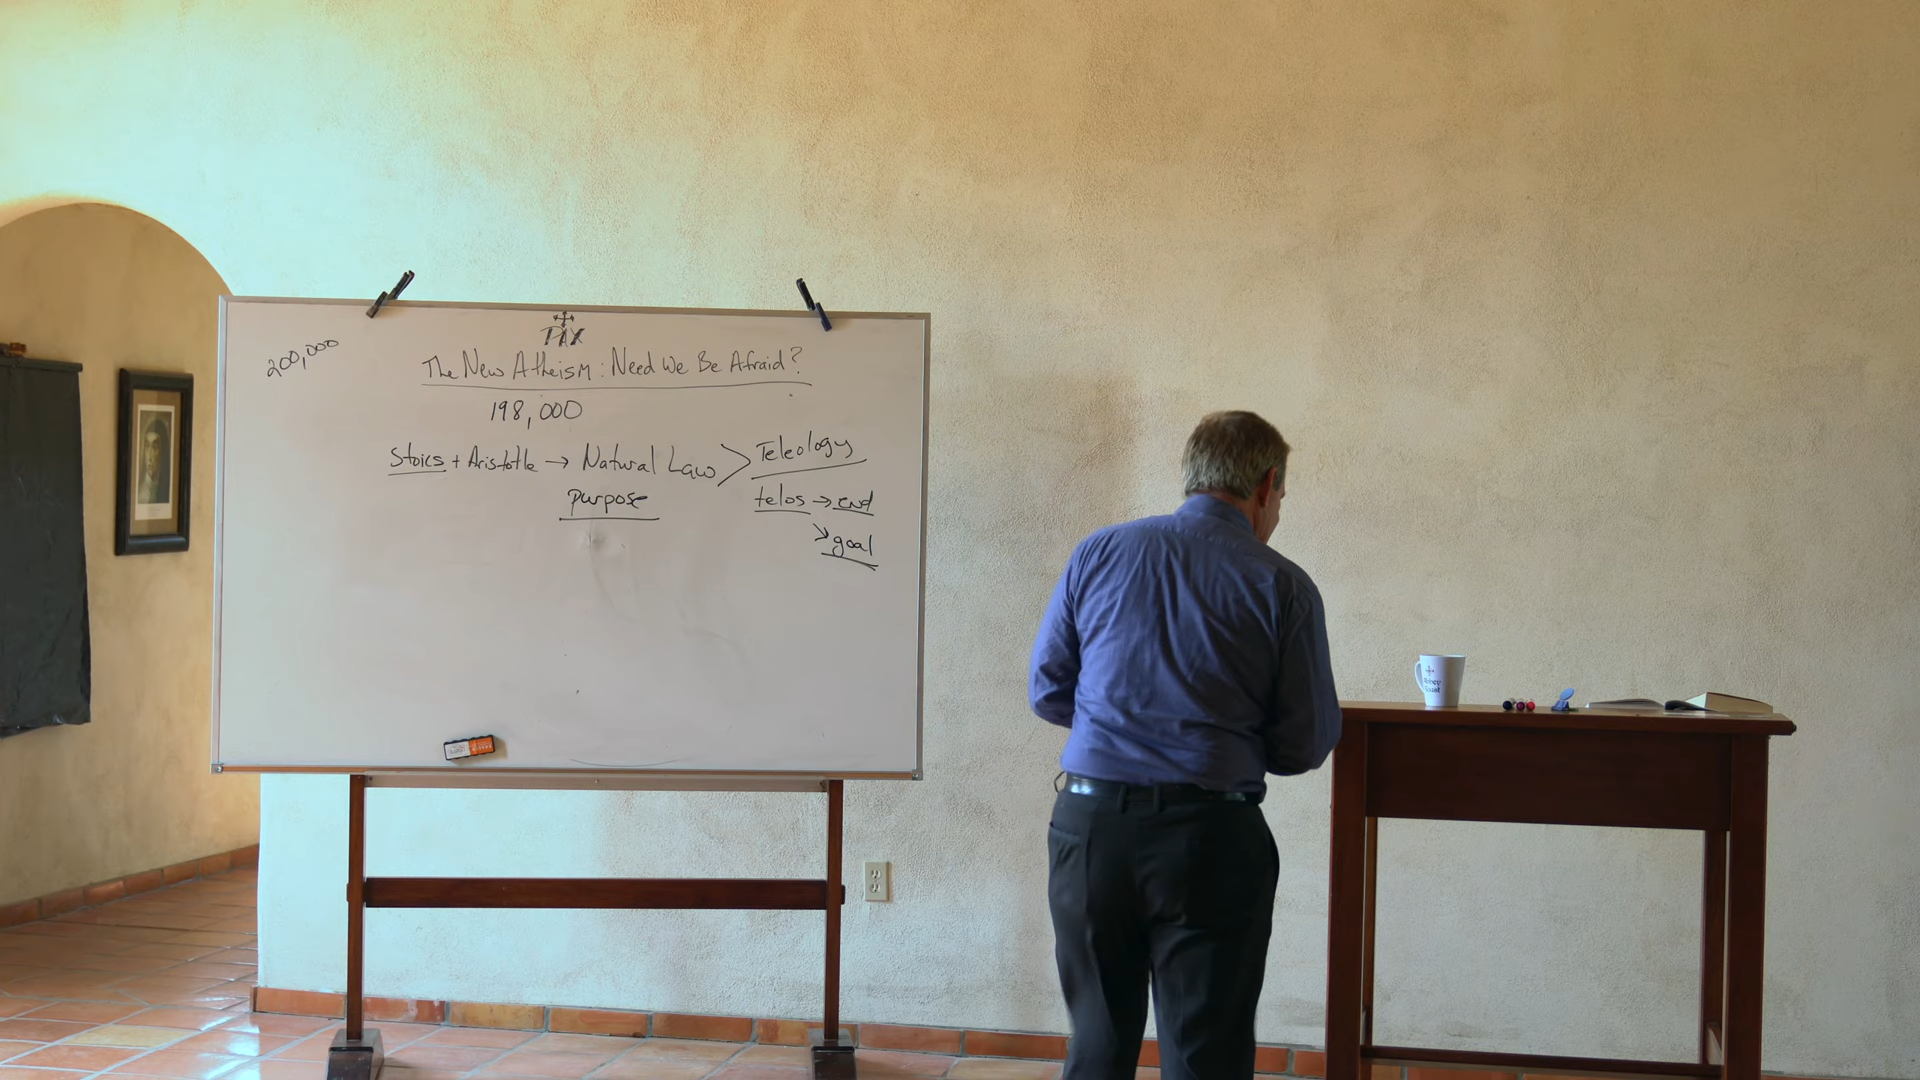 PAX
200,000
The New Atheism: Need We Be Afraid?
198,000
Stoics + Aristotle → Natural Law > Teleology
purpose
telos → end
↘ goal